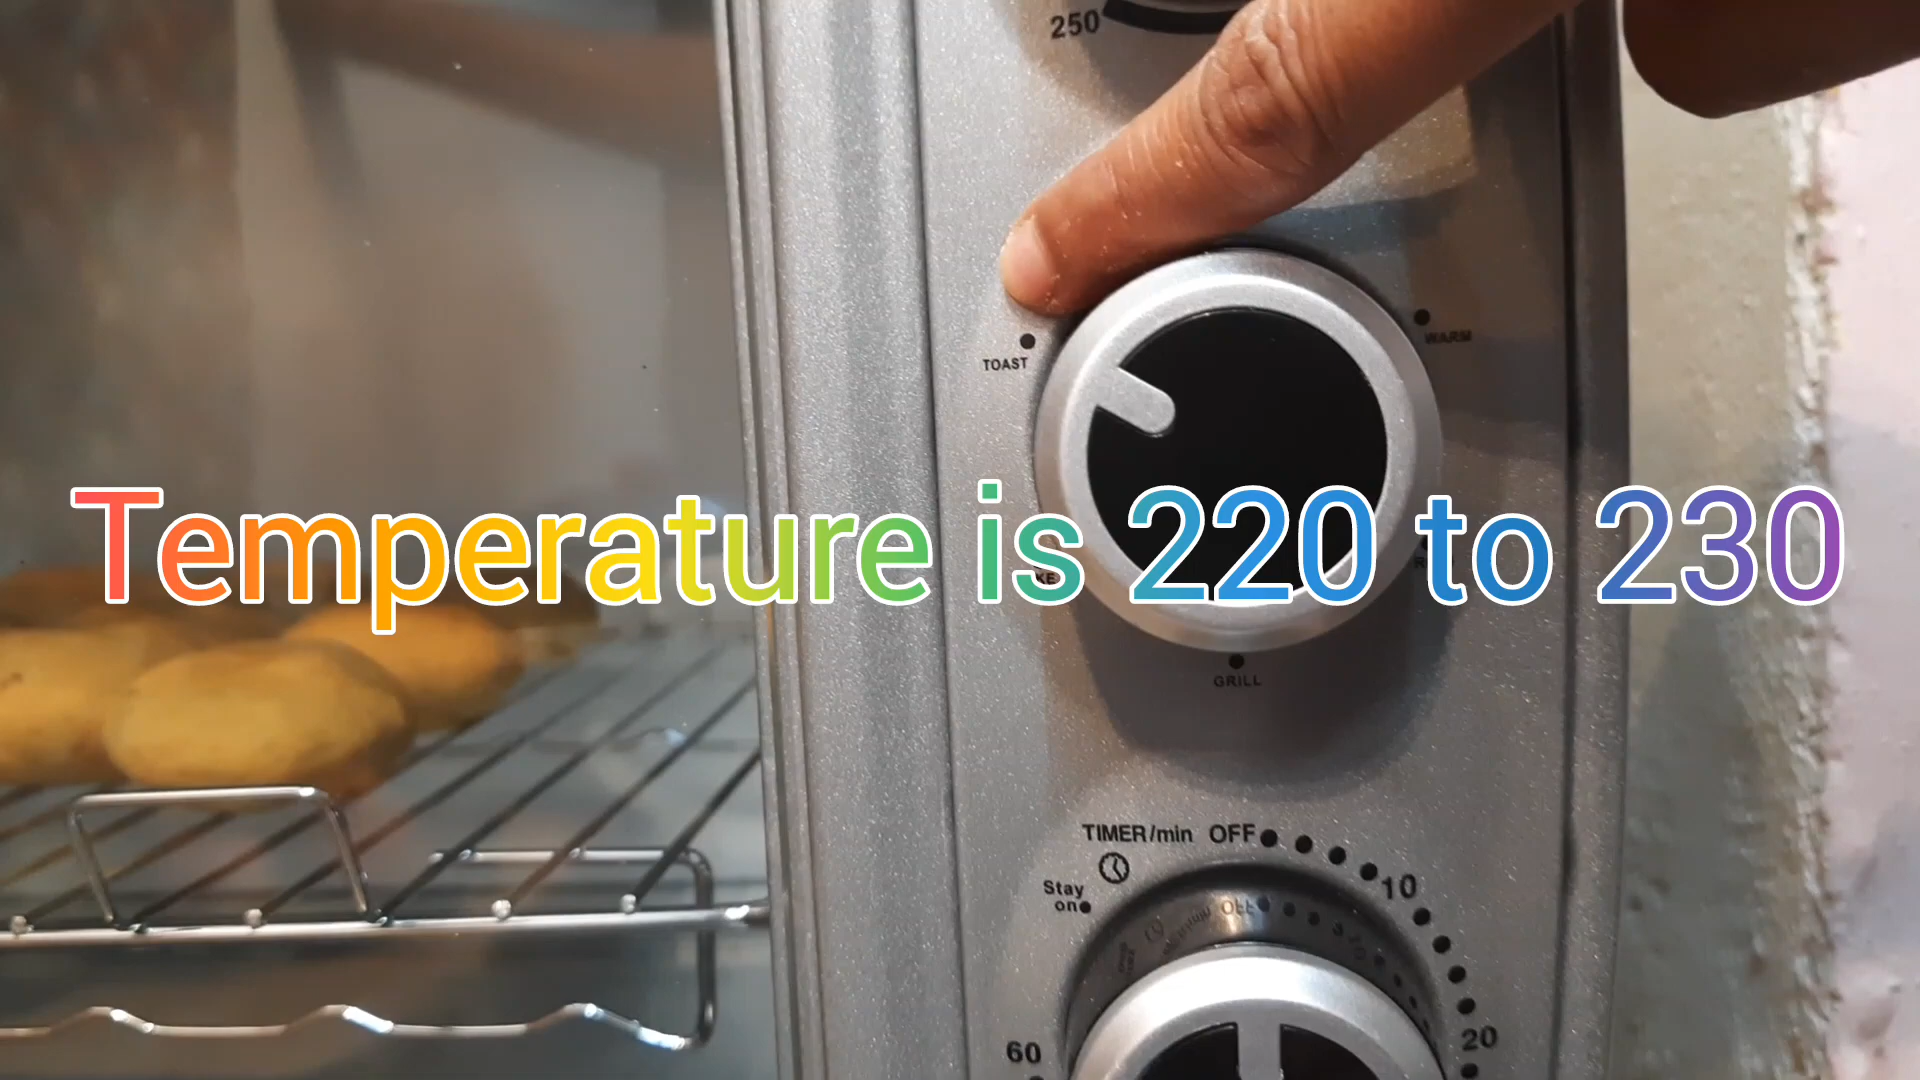 250
TOAST
WARM
Temperature is 220 to 230
GRILL
TIMER/min OFF
10
Stay
on
20
60